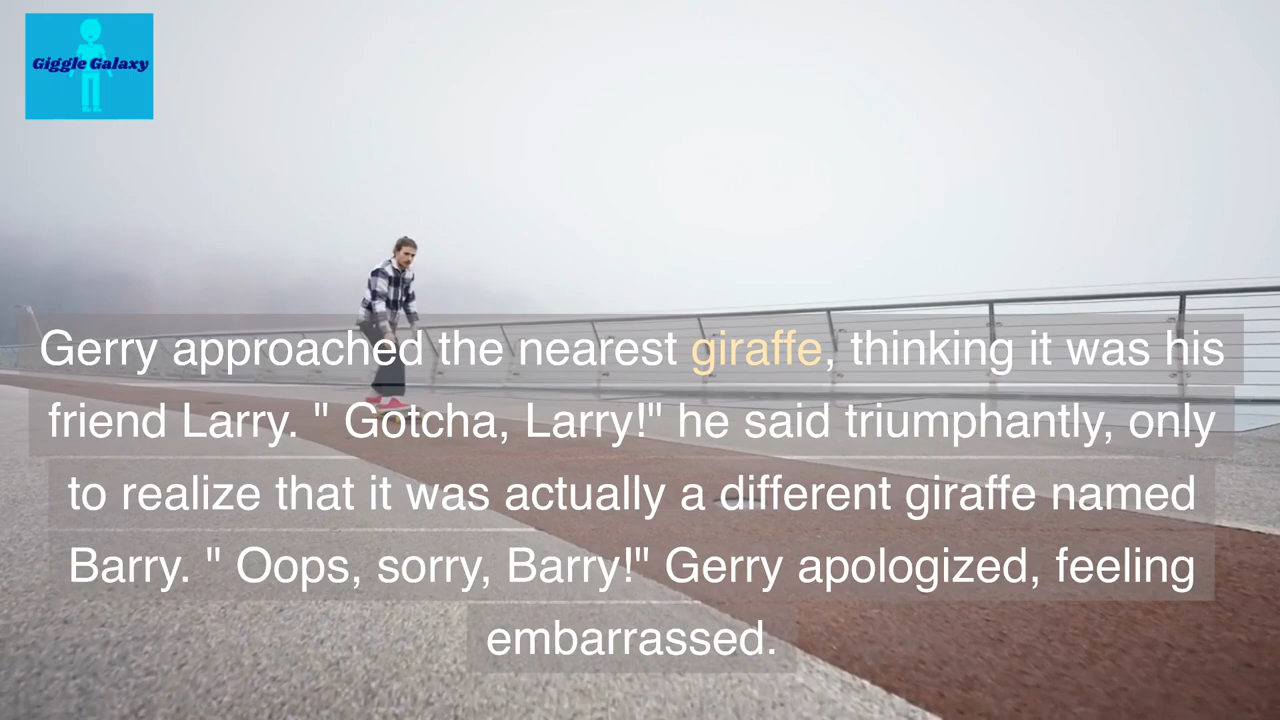 Giggle Galaxy
Gerry approached the nearest giraffe, thinking it was his
friend Larry. " Gotcha, Larry!" he said triumphantly, only
to realize that it was actually a different giraffe named
Barry. " Oops, sorry, Barry!" Gerry apologized, feeling
embarrassed.